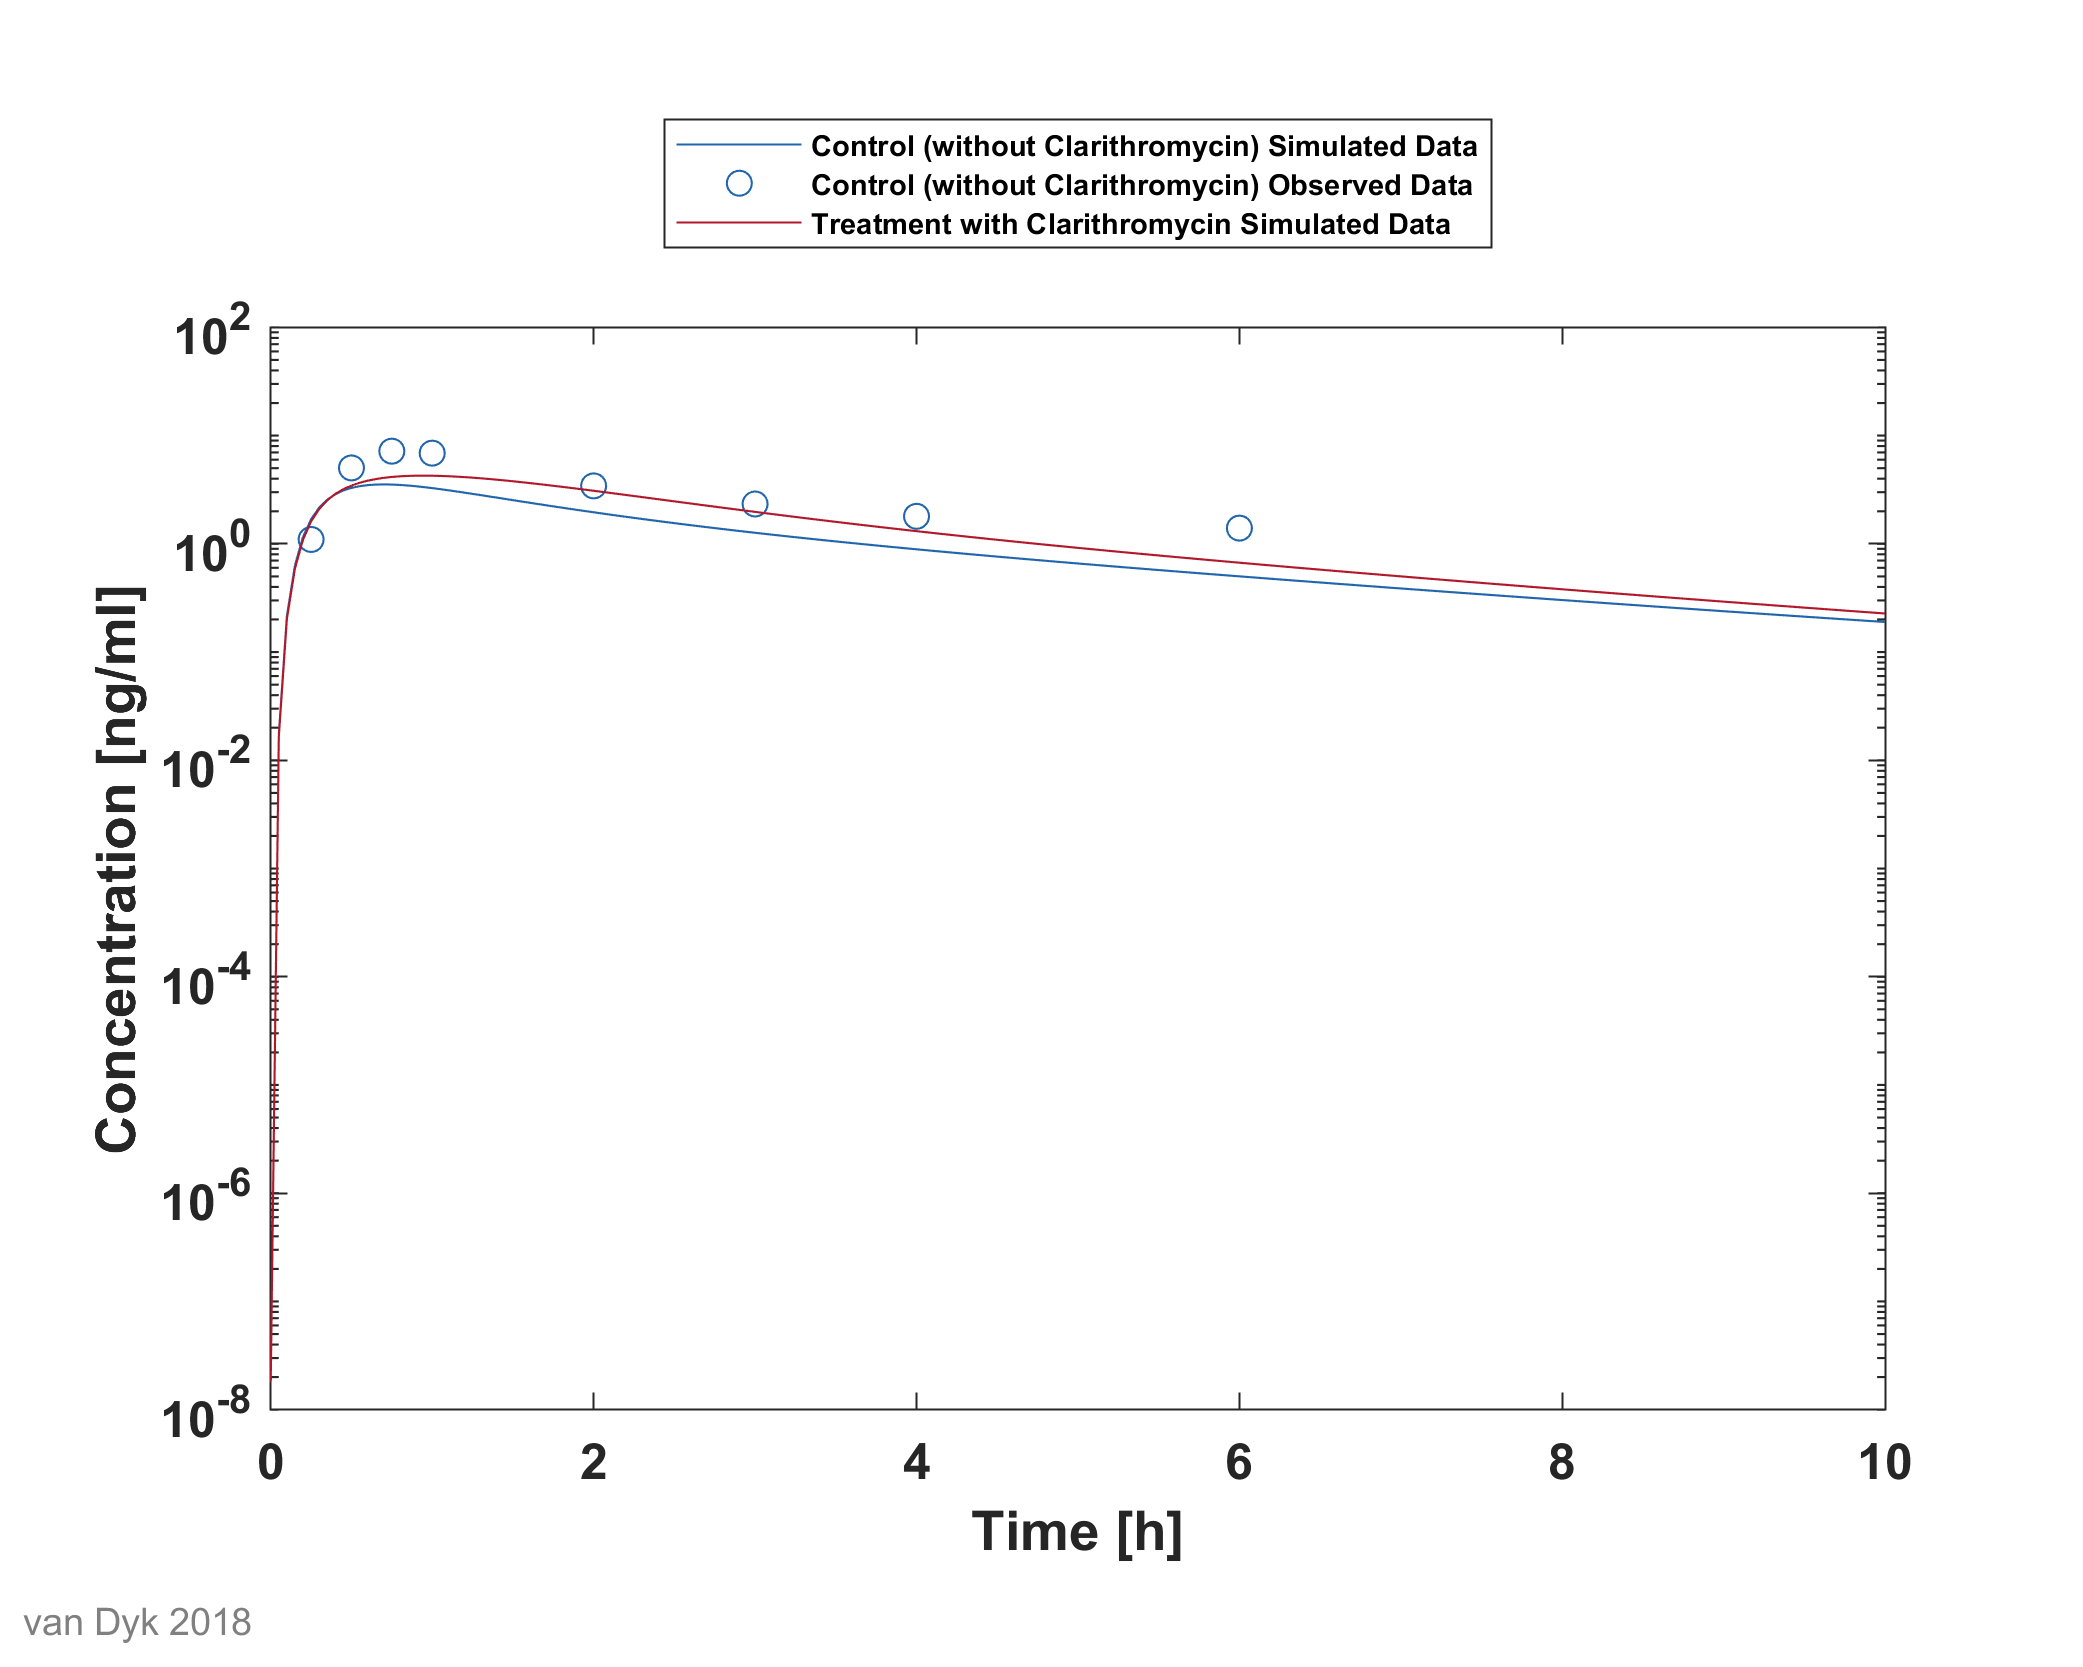 Control (without Clarithromycin) Simulated Data
Control (without Clarithromycin) Observed Data
Treatment with Clarithromycin Simulated Data
10^2
10^0
10^-2
10^-4
10^-6
10^-8
Concentration [ng/ml]
0 2 4 6 8 10
Time [h]
van Dyk 2018